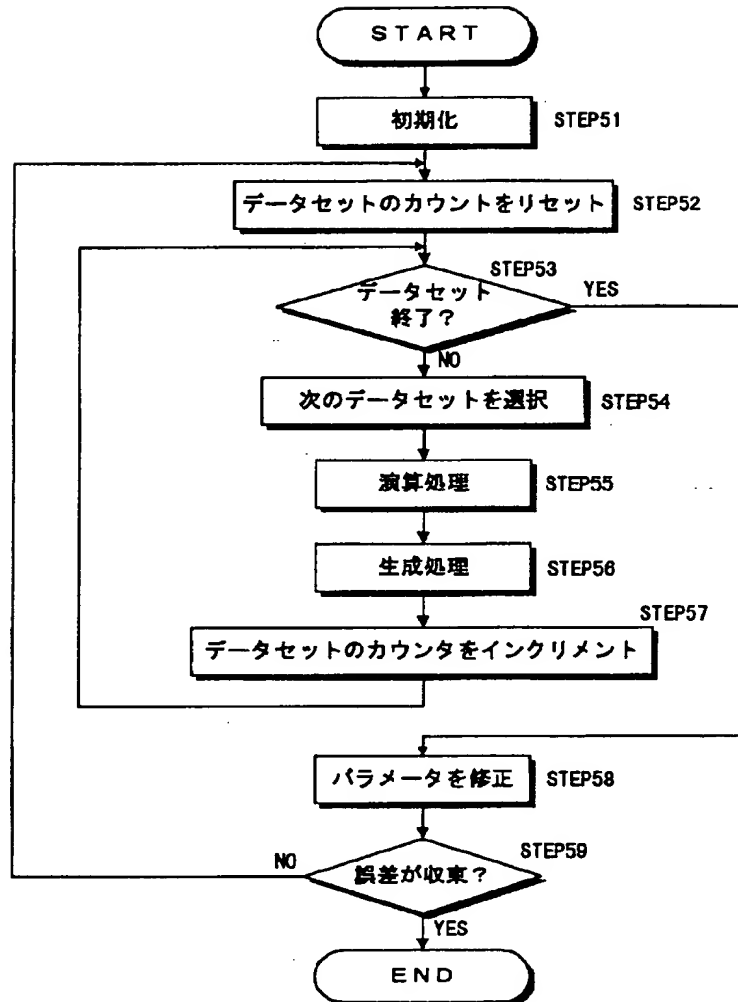 START
初期化 STEP51
データセットのカウントをリセット STEP52
STEP53
データセット YES
終了?
NO
次のデータセットを選択 STEP54
演算処理 STEP55
生成処理 STEP56
STEP57
データセットのカウンタをインクリメント
パラメータを修正 STEP58
STEP59
NO 誤差が収束?
YES
END